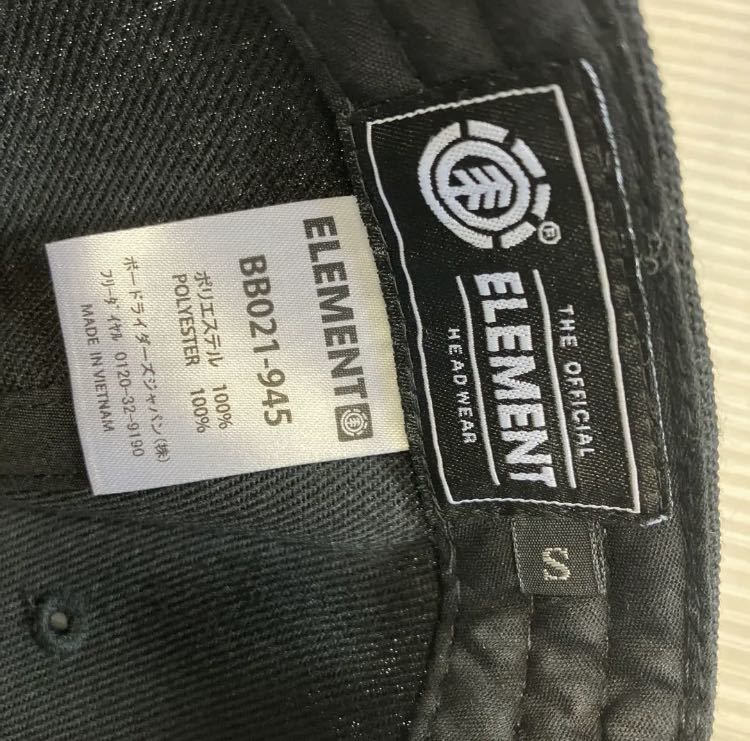 ELEMENT
BB021-945
ポリエステル 100%
POLYESTER 100%
ボードライダーズジャパン(株)
フリーダイヤル 0120-32-9190
MADE IN VIETNAM
®
THE OFFICIAL
ELEMENT
HEADWEAR
S